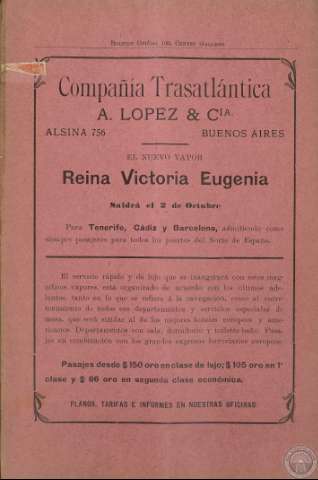 Boletin Oficial del Centro Gallego
Compañía Trasatlántica
A. LOPEZ & CIA.
ALSINA 756 BUENOS AIRES
EL NUEVO VAPOR
Reina Victoria Eugenia
Saldrá el 2 de Octubre
Para Tenerife, Cádiz y Barcelona, admitiendo como
siempre pasajeros para todos los puertos del Norte de España.
El servicio rápido y de lujo que se inaugurará con estos mag-
níficos vapores, está organizado de acuerdo con los últimos ade-
lantos, tanto en lo que se refiere á la navegación, como al
de todos sus departamentos y servicios especiales de
mesa, que será similar al de los mejores hoteles europeos y ame-
ricanos. Departamentos con sala, dormitorio y toilette-baño. Pasa-
jes en combinación con los grandes expresos ferroviarios europeos.
Pasajes desde $ 150 oro en clase de lujo; $ 105 oro en 1ª
clase y $ 66 oro en segunda clase económica.
PLANOS, TARIFAS E INFORMES EN NUESTRAS OFICINAS.